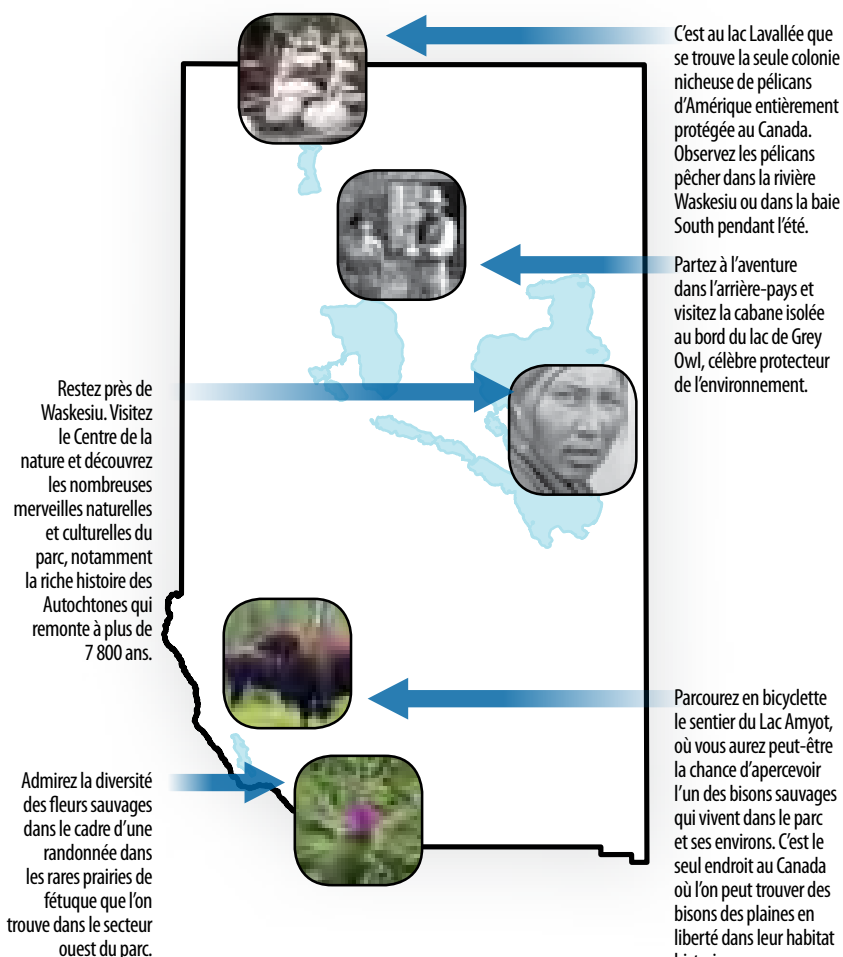 C'est au lac Lavallée que
se trouve la seule colonie
nicheuse de pélicans
d'Amérique entièrement
protégée au Canada.
Observez les pélicans
pêcher dans la rivière
Waskesiu ou dans la baie
South pendant l'été.
Partez à l'aventure
dans l'arrière-pays et
visitez la cabane isolée
au bord du lac de Grey
Owl, célèbre protecteur
de l'environnement.
Restez près de
Waskesiu. Visitez
le Centre de la
nature et découvrez
les nombreuses
merveilles naturelles
et culturelles du
parc, notamment
la riche histoire des
Autochtones qui
remonte à plus de
7 800 ans.
Parcourez en bicyclette
le sentier du Lac Amyot,
où vous aurez peut-être
la chance d'apercevoir
l'un des bisons sauvages
qui vivent dans le parc
et ses environs. C'est le
seul endroit au Canada
où l'on peut trouver des
bisons des plaines en
liberté dans leur habitat
Admirez la diversité
des fleurs sauvages
dans le cadre d'une
randonnée dans
les rares prairies de
fétuque que l'on
trouve dans le secteur
ouest du parc.